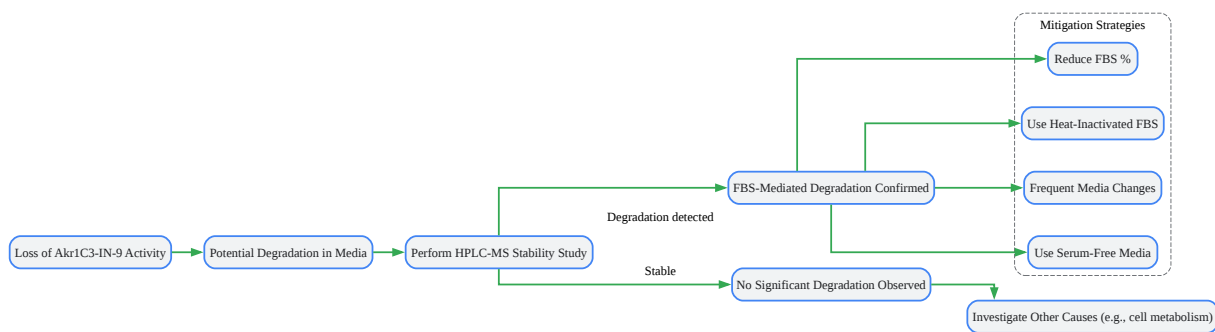 Mitigation Strategies
Reduce FBS %
Use Heat-Inactivated FBS
FBS-Mediated Degradation Confirmed
Frequent Media Changes
Degradation detected
Loss of Akr1C3-IN-9 Activity
Potential Degradation in Media
Perform HPLC-MS Stability Study
Use Serum-Free Media
Stable
No Significant Degradation Observed
Investigate Other Causes (e.g., cell metabolism)